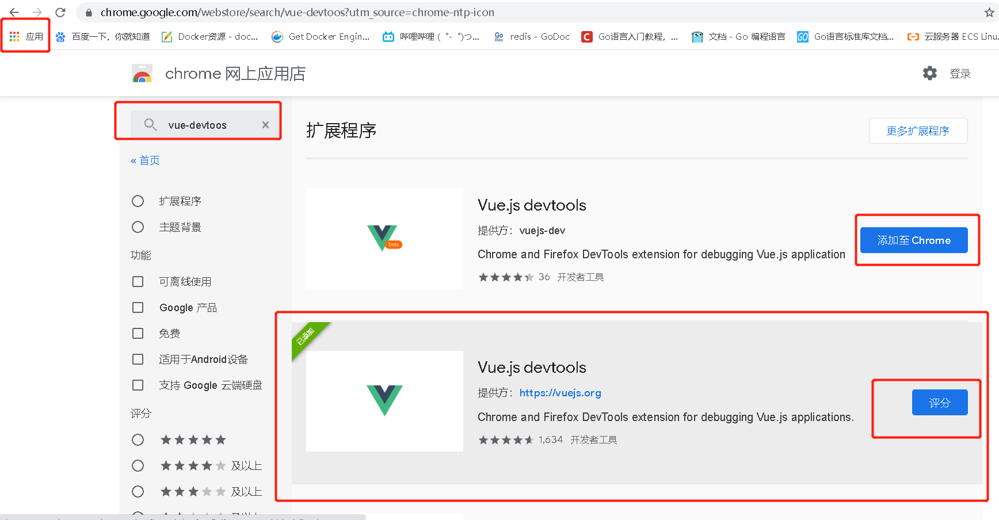 chrome.google.com/webstore/search/vue-devtoos?utm_source=chrome-ntp-icon
应用 百度一下，你就知道 Docker资源 - doc... Get Docker Engin... 哔哩哔哩 ( ゜- ゜)つ... redis - GoDoc Go语言入门教程，... 文档 - Go 编程语言 Go语言标准库文档... 云服务器 ECS Linu
chrome 网上应用店
登录
vue-devtoos
扩展程序
更多扩展程序
« 首页
扩展程序
主题背景
功能
可离线使用
Google 产品
免费
适用于Android设备
支持 Google 云端硬盘
评分
及以上
及以上
Vue.js devtools
beta
提供方： vuejs-dev
Chrome and Firefox DevTools extension for debugging Vue.js application
36 开发者工具
添加至 Chrome
已添加
Vue.js devtools
提供方： https://vuejs.org
Chrome and Firefox DevTools extension for debugging Vue.js applications.
1,634 开发者工具
评分